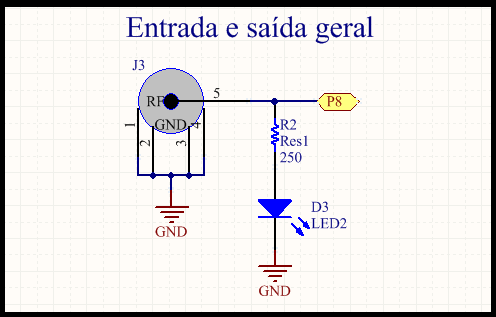 Entrada e saída geral
J3
RF
5
P8
GND
1
2
3
4
R2
Res1
250
D3
LED2
GND
GND